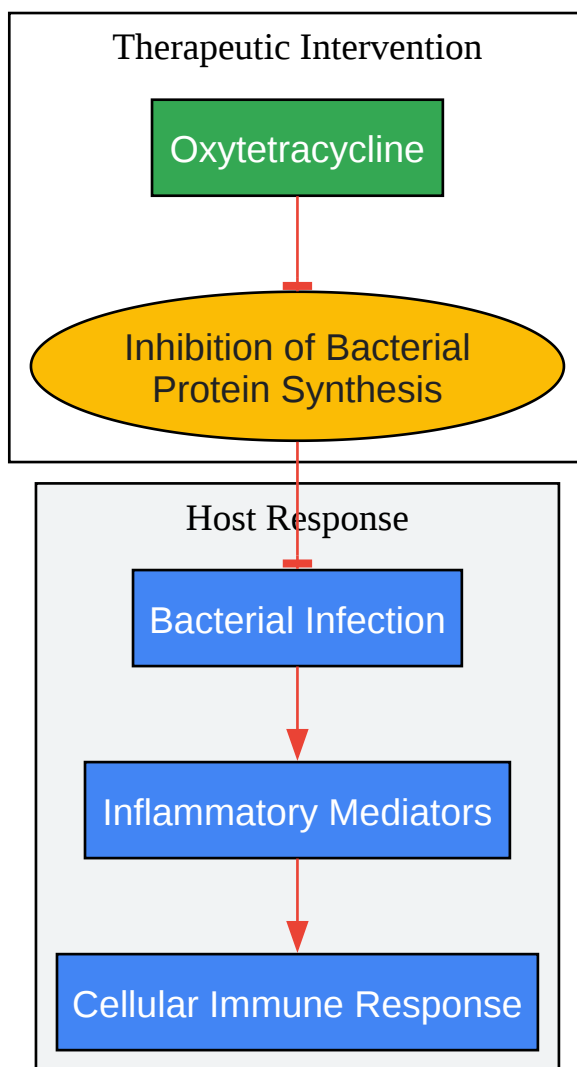 Therapeutic Intervention
Oxytetracycline
Inhibition of Bacterial
Protein Synthesis
Host Response
Bacterial Infection
Inflammatory Mediators
Cellular Immune Response